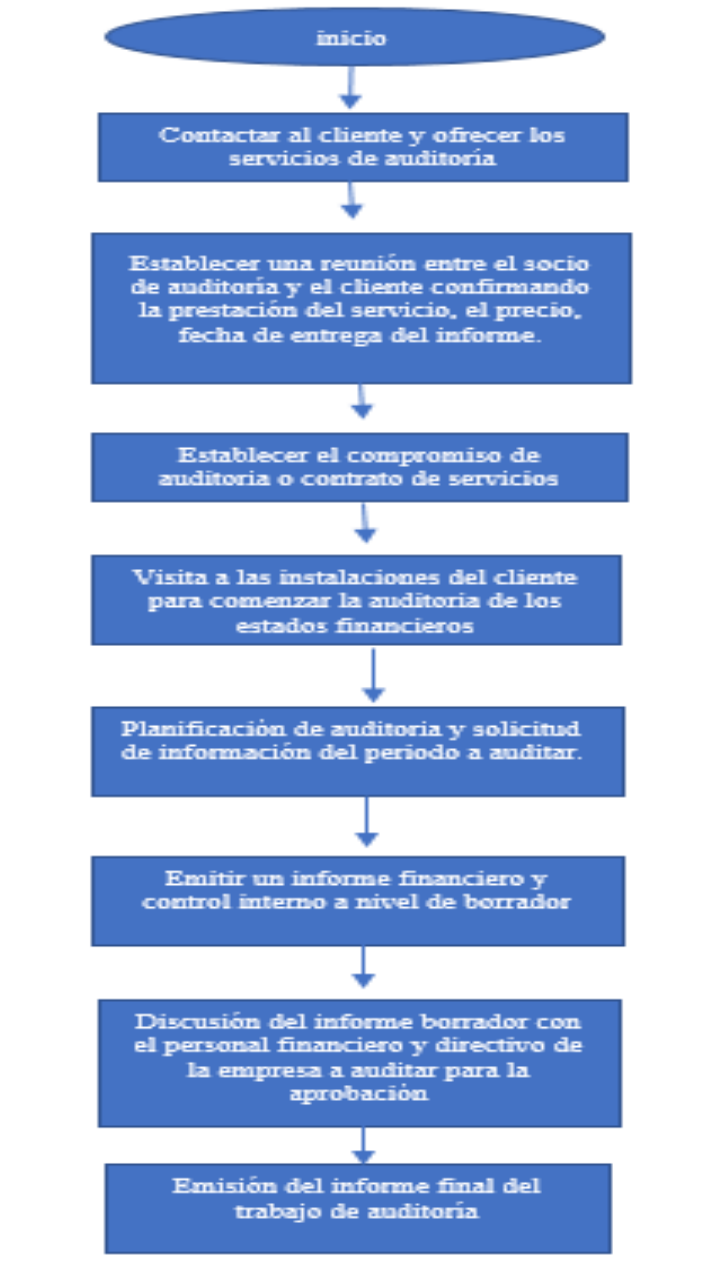 inicio
Contactar al cliente y ofrecer los
servicios de auditoría
Establecer una reunión entre el socio
de auditoría y el cliente confirmando
la prestación del servicio, el precio,
fecha de entrega del informe.
Establecer el compromiso de
auditoria o contrato de servicios
Visita a las instalaciones del cliente
para comenzar la auditoria de los
estados financieros
Planificación de auditoria y solicitud
de información del periodo a auditar.
Emitir un informe financiero y
control interno a nivel de borrador
Discusión del informe borrador con
el personal financiero y directivo de
la empresa a auditar para la
aprobación
Emisión del informe final del
trabajo de auditoría